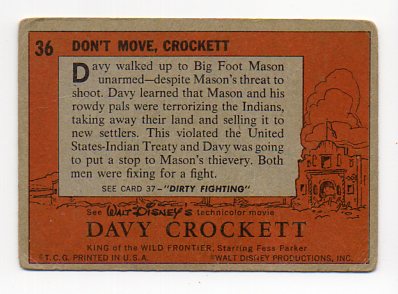 36 DON'T MOVE, CROCKETT
Davy walked up to Big Foot Mason
unarmed—despite Mason's threat to
shoot. Davy learned that Mason and his
rowdy pals were terrorizing the Indians,
taking away their land and selling it to
new settlers. This violated the United
States-Indian Treaty and Davy was going
to put a stop to Mason's thievery. Both
men were fixing for a fight.
SEE CARD 37—"DIRTY FIGHTING"
See WALT DISNEY'S technicolor movie
DAVY CROCKETT
KING of the WILD FRONTIER, Starring Fess Parker
©T.C.G. PRINTED IN U.S.A. ©WALT DISNEY PRODUCTIONS, INC.